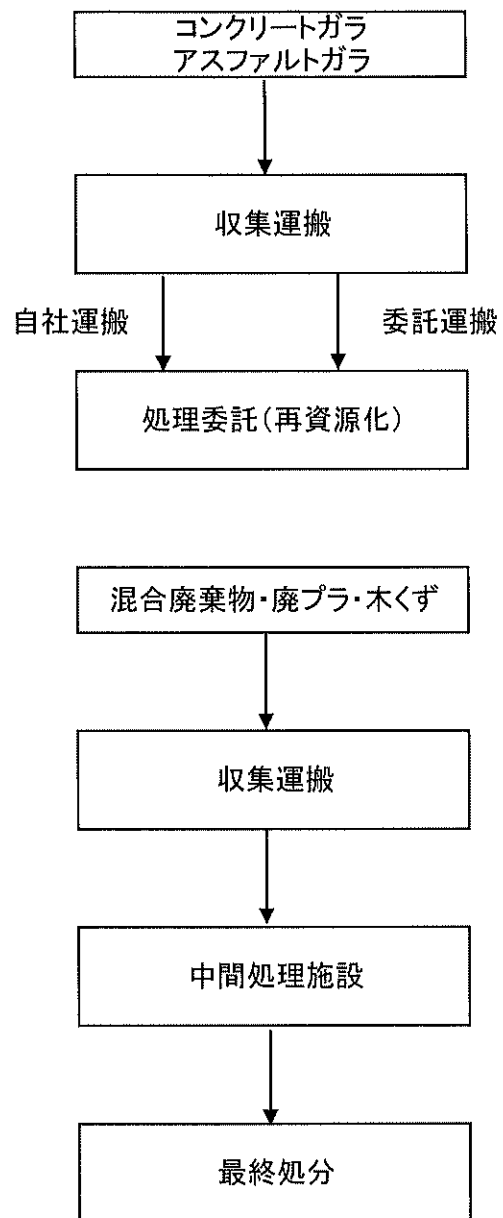 コンクリートガラ
アスファルトガラ
収集運搬
自社運搬
委託運搬
処理委託(再資源化)
混合廃棄物・廃プラ・木くず
収集運搬
中間処理施設
最終処分